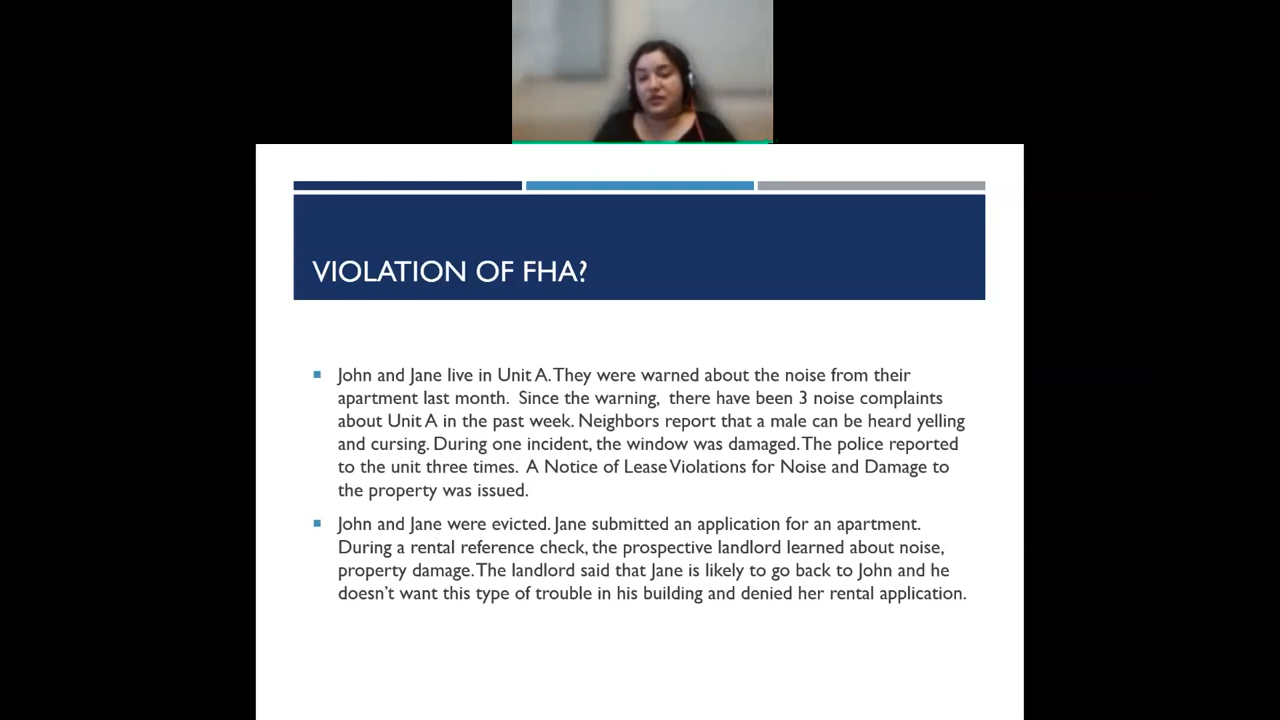 VIOLATION OF FHA?
John and Jane live in Unit A. They were warned about the noise from their
apartment last month. Since the warning, there have been 3 noise complaints
about Unit A in the past week. Neighbors report that a male can be heard yelling
and cursing. During one incident, the window was damaged. The police reported
to the unit three times. A Notice of Lease Violations for Noise and Damage to
the property was issued.
John and Jane were evicted. Jane submitted an application for an apartment.
During a rental reference check, the prospective landlord learned about noise,
property damage. The landlord said that Jane is likely to go back to John and he
doesn't want this type of trouble in his building and denied her rental application.